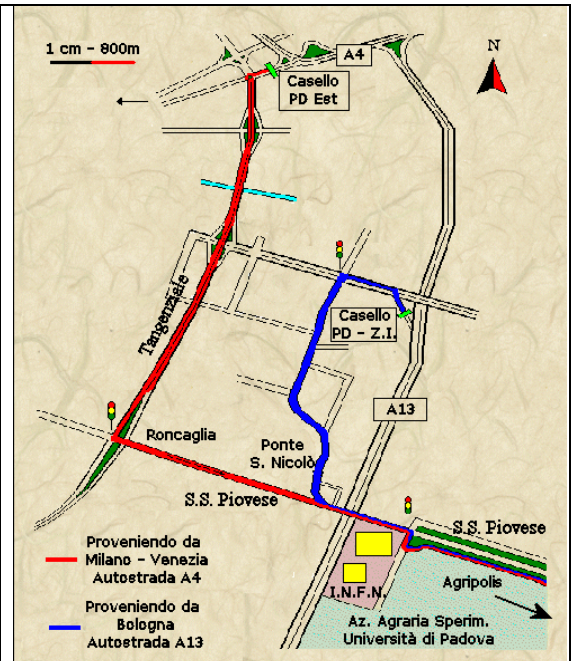 1 cm - 800m
A4
N
Casello
PD Est
Tangenziale
Casello
PD - Z.I.
A13
Roncaglia
Ponte
S. Nicolò
S.S. Piovese
S.S. Piovese
Proveniendo da
Milano - Venezia
Autostrada A4
I.N.F.N.
Agripolis
Proveniendo da
Bologna
Autostrada A13
Az. Agraria Sperim.
Università di Padova